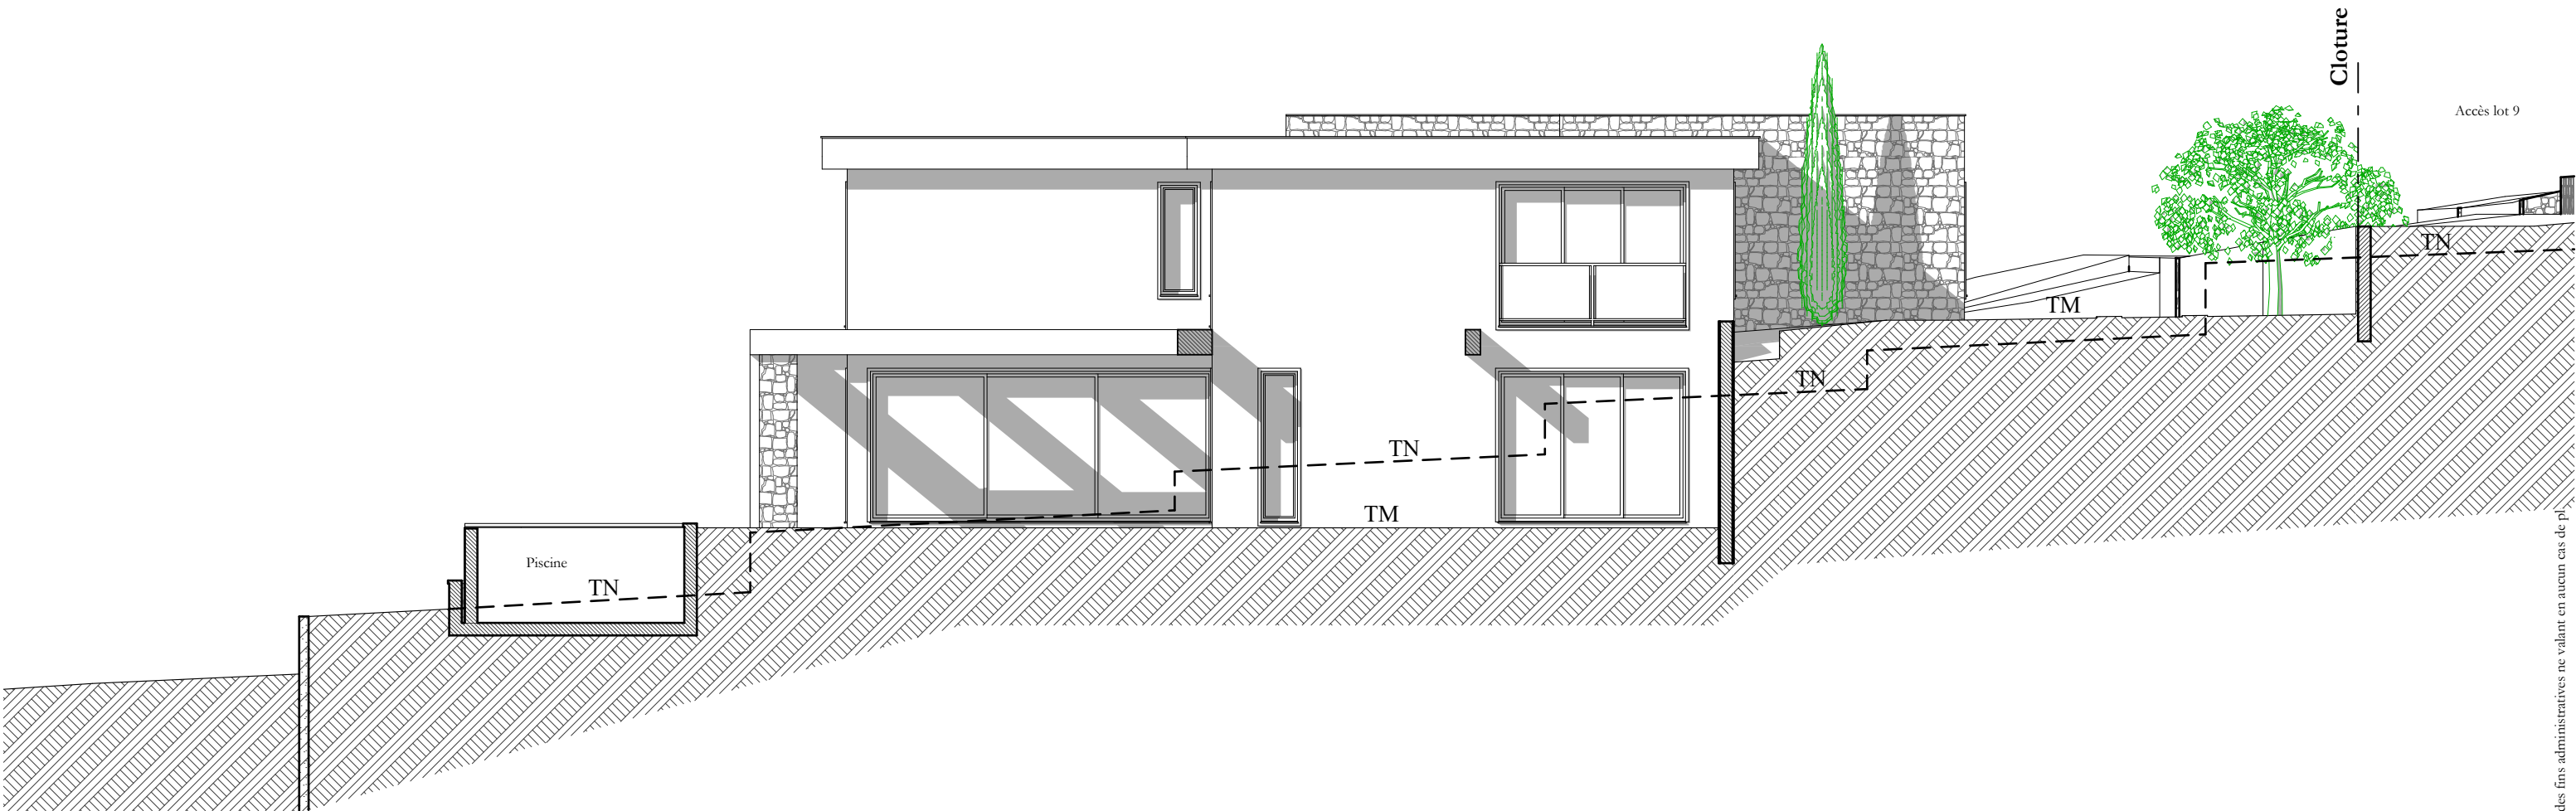 Cloture
Accès lot 9
TN
TM
TN
TN
TM
Piscine
TN
des fins administratives ne valant en aucun cas de pl